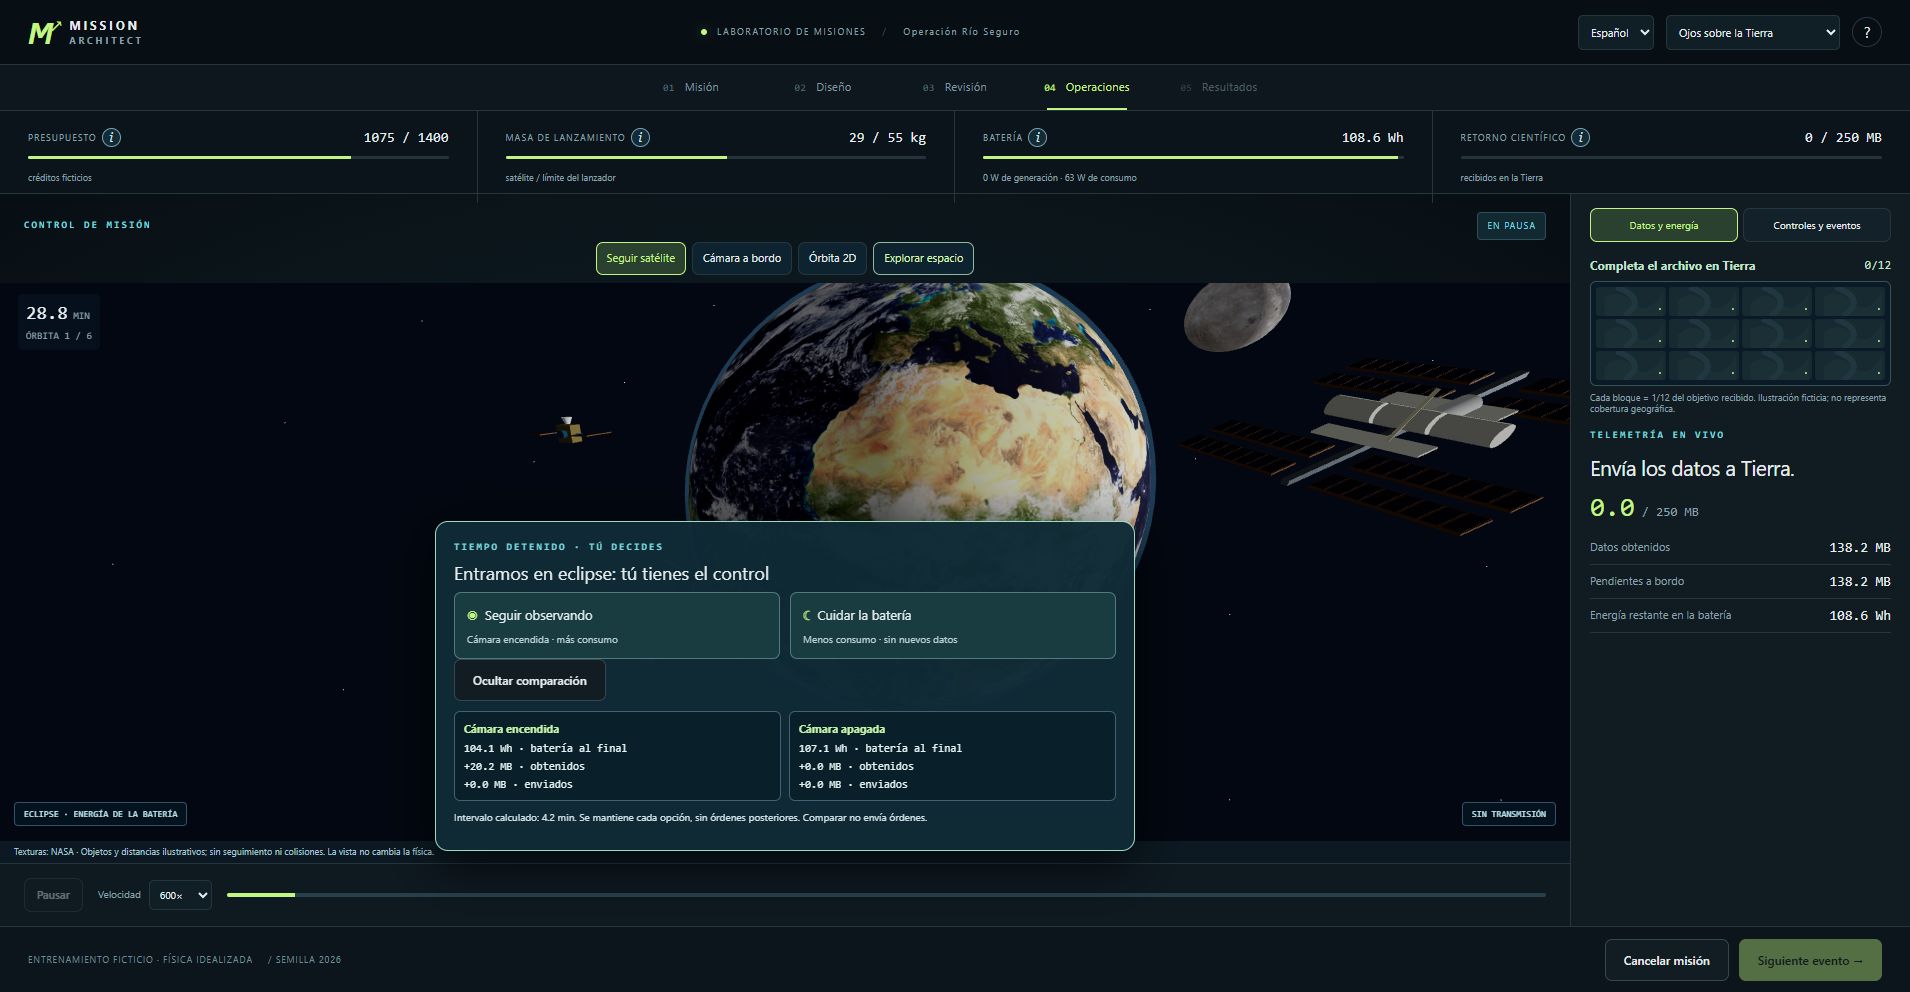 MISSION
ARCHITECT
LABORATORIO DE MISIONES / Operación Río Seguro
Español
Ojos sobre la Tierra
?
01 Misión
02 Diseño
03 Revisión
04 Operaciones
05 Resultados
PRESUPUESTO i 1075 / 1400
créditos ficticios
MASA DE LANZAMIENTO i 29 / 55 kg
satélite / límite del lanzador
BATERÍA i 108.6 Wh
0 W de generación · 63 W de consumo
RETORNO CIENTÍFICO i 0 / 250 MB
recibidos en la Tierra
CONTROL DE MISIÓN
EN PAUSA
Seguir satélite
Cámara a bordo
Órbita 2D
Explorar espacio
28.8 MIN
ÓRBITA 1 / 6
TIEMPO DETENIDO · TÚ DECIDES
Entramos en eclipse: tú tienes el control
◉ Seguir observando
Cámara encendida · más consumo
☾ Cuidar la batería
Menos consumo · sin nuevos datos
Ocultar comparación
Cámara encendida
104.1 Wh · batería al final
+20.2 MB · obtenidos
+0.0 MB · enviados
Cámara apagada
107.1 Wh · batería al final
+0.0 MB · obtenidos
+0.0 MB · enviados
Intervalo calculado: 4.2 min. Se mantiene cada opción, sin órdenes posteriores. Comparar no envía órdenes.
ECLIPSE · ENERGÍA DE LA BATERÍA
SIN TRANSMISIÓN
Texturas: NASA · Objetos y distancias ilustrativos; sin seguimiento ni colisiones. La vista no cambia la física.
Pausar
Velocidad
600×
Datos y energía
Controles y eventos
Completa el archivo en Tierra 0/12
Cada bloque = 1/12 del objetivo recibido. Ilustración ficticia; no representa
cobertura geográfica.
TELEMETRÍA EN VIVO
Envía los datos a Tierra.
0.0 / 250 MB
Datos obtenidos 138.2 MB
Pendientes a bordo 138.2 MB
Energía restante en la batería 108.6 Wh
ENTRENAMIENTO FICTICIO · FÍSICA IDEALIZADA / SEMILLA 2026
Cancelar misión
Siguiente evento →